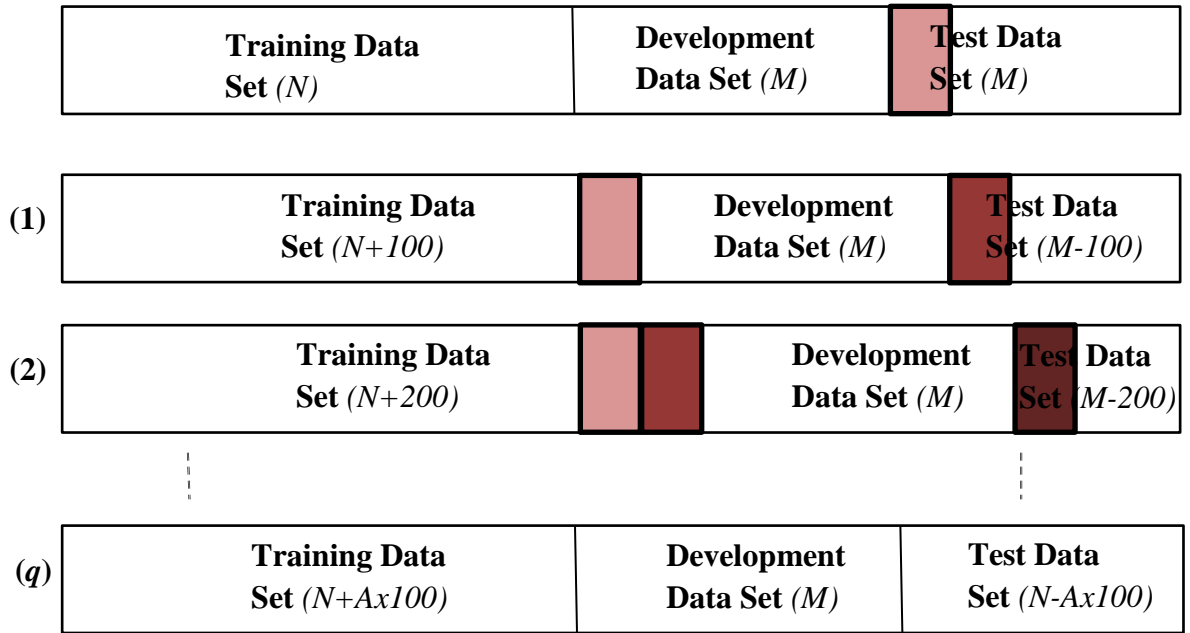 Training Data
Set (N)
Development
Data Set (M)
Test Data
Set (M)
(1)
Training Data
Set (N+100)
Development
Data Set (M)
Test Data
Set (M-100)
(2)
Training Data
Set (N+200)
Development
Data Set (M)
Test Data
Set (M-200)
(q)
Training Data
Set (N+Ax100)
Development
Data Set (M)
Test Data
Set (N-Ax100)